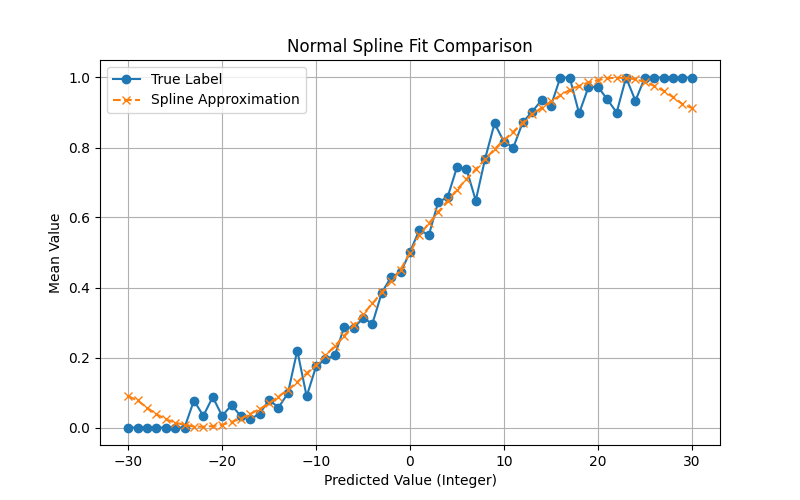 Normal Spline Fit Comparison
True Label
Spline Approximation
Mean Value
1.0
0.8
0.6
0.4
0.2
0.0
−30
−20
−10
0
10
20
30
Predicted Value (Integer)